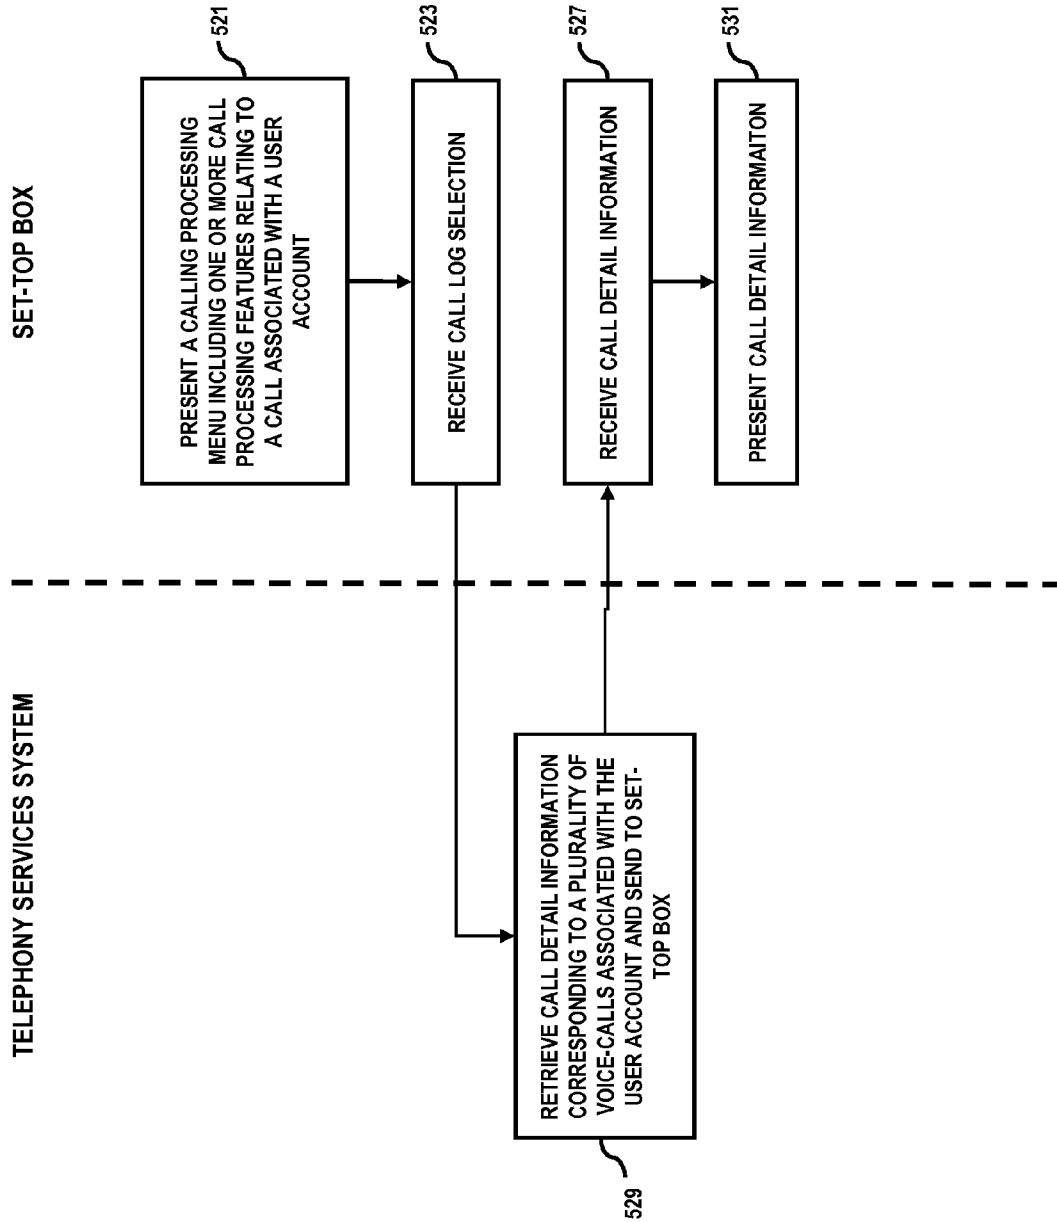 TELEPHONY SERVICES SYSTEM
SET-TOP BOX
521
PRESENT A CALLING PROCESSING
MENU INCLUDING ONE OR MORE CALL
PROCESSING FEATURES RELATING TO
A CALL ASSOCIATED WITH A USER
ACCOUNT
523
RECEIVE CALL LOG SELECTION
529
RETRIEVE CALL DETAIL INFORMATION
CORRESPONDING TO A PLURALITY OF
VOICE-CALLS ASSOCIATED WITH THE
USER ACCOUNT AND SEND TO SET-
TOP BOX
527
RECEIVE CALL DETAIL INFORMATION
531
PRESENT CALL DETAIL INFORMAITON